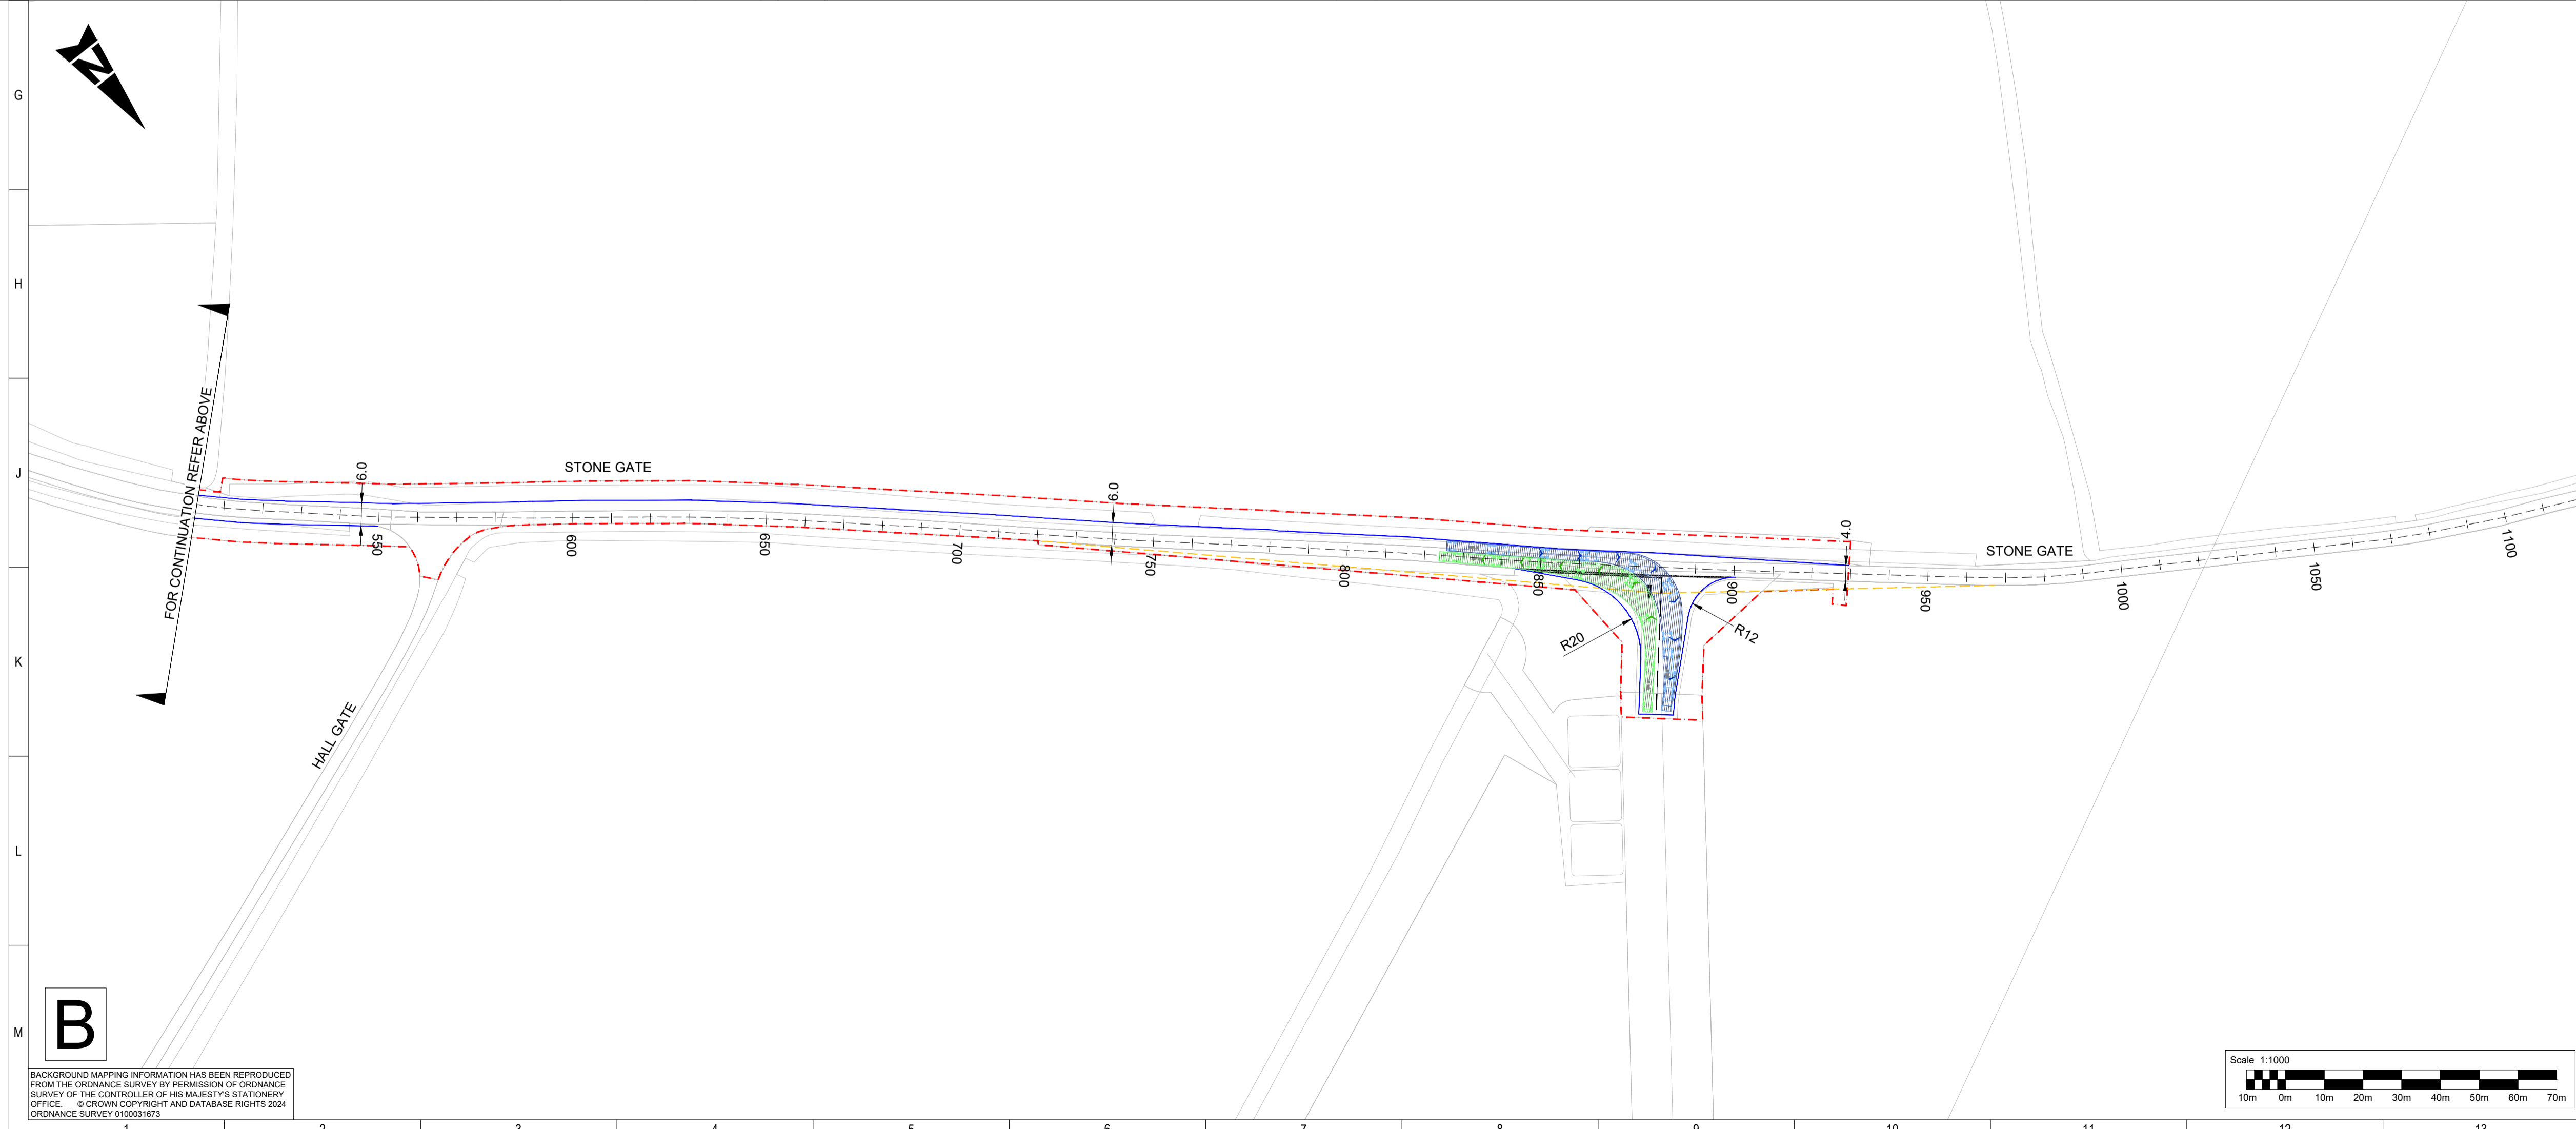 N
G
H
J
K
L
M
FOR CONTINUATION REFER ABOVE
6.0
STONE GATE
6.0
4.0
STONE GATE
550
600
650
700
750
800
850
900
950
1000
1050
1100
R20
R12
HALL GATE
B
BACKGROUND MAPPING INFORMATION HAS BEEN REPRODUCED
FROM THE ORDNANCE SURVEY BY PERMISSION OF ORDNANCE
SURVEY OF THE CONTROLLER OF HIS MAJESTY'S STATIONERY
OFFICE. © CROWN COPYRIGHT AND DATABASE RIGHTS 2024
ORDNANCE SURVEY 0100031673
Scale 1:1000
10m 0m 10m 20m 30m 40m 50m 60m 70m
1 2 3 4 5 6 7 8 9 10 11 12 13